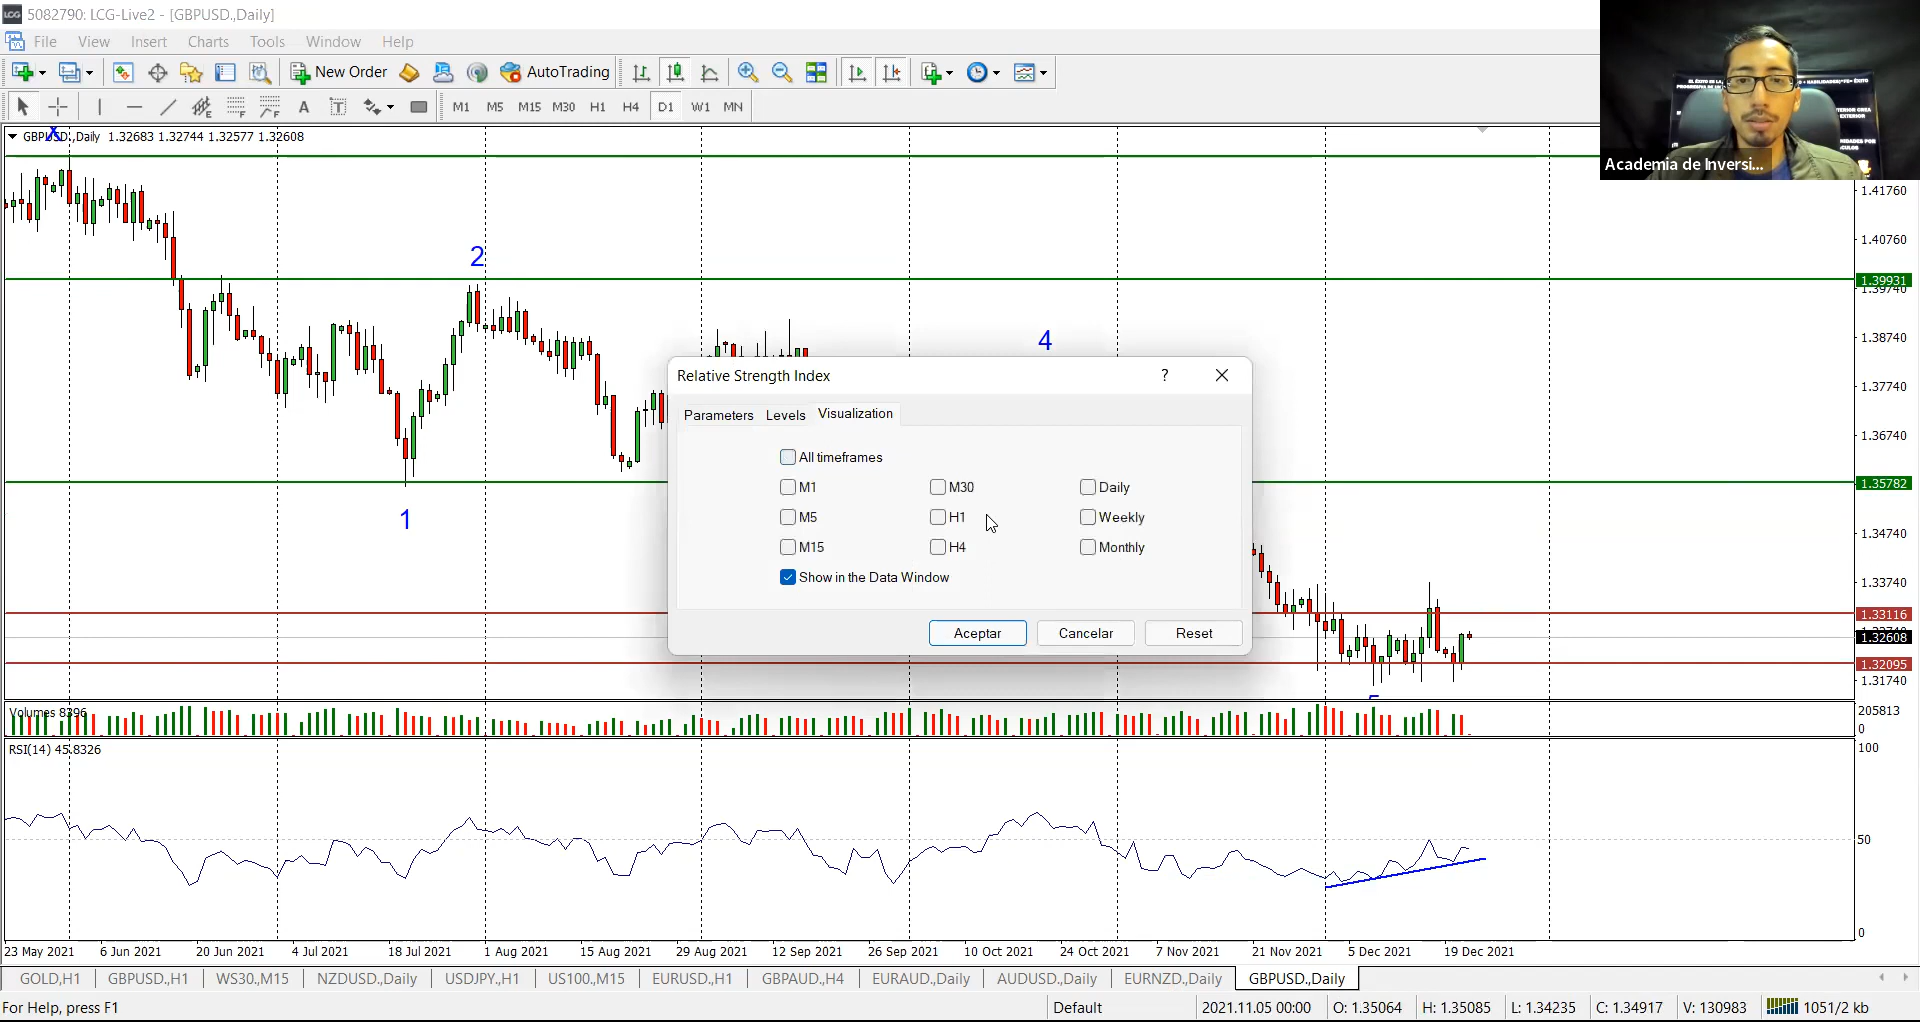 5082790: LCG-Live2 - [GBPUSD.,Daily]
File View Insert Charts Tools Window Help
New Order AutoTrading
A T M1 M5 M15 M30 H1 H4 D1 W1 MN
GBPUSD.,Daily 1.32683 1.32744 1.32577 1.32608
X
2
4
1
5
Academia de Inversi...
1.41760
1.40760
1.39931
1.39740
1.38740
1.37740
1.36740
1.35782
1.34740
1.33740
1.33116
1.32608
1.32095
1.31740
Relative Strength Index
Parameters Levels Visualization
All timeframes
M1 M30 Daily
M5 H1 Weekly
M15 H4 Monthly
Show in the Data Window
Aceptar Cancelar Reset
Volumes 8396
205813
0
RSI(14) 45.8326
100
50
0
23 May 2021 6 Jun 2021 20 Jun 2021 4 Jul 2021 18 Jul 2021 1 Aug 2021 15 Aug 2021 29 Aug 2021 12 Sep 2021 26 Sep 2021 10 Oct 2021 24 Oct 2021 7 Nov 2021 21 Nov 2021 5 Dec 2021 19 Dec 2021
GOLD,H1 GBPUSD.,H1 WS30.,M15 NZDUSD.,Daily USDJPY.,H1 US100.,M15 EURUSD.,H1 GBPAUD.,H4 EURAUD.,Daily AUDUSD.,Daily EURNZD.,Daily GBPUSD.,Daily
For Help, press F1 Default 2021.11.05 00:00 O: 1.35064 H: 1.35085 L: 1.34235 C: 1.34917 V: 130983 1051/2 kb